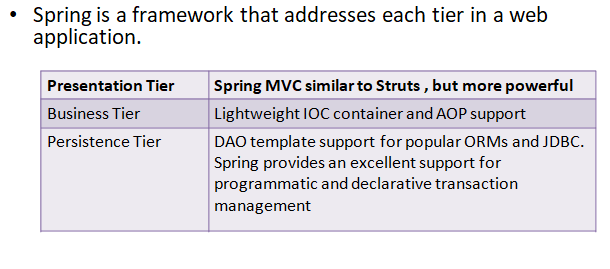 • Spring is a framework that addresses each tier in a web
application.
Presentation Tier Spring MVC similar to Struts , but more powerful
Business Tier Lightweight IOC container and AOP support
Persistence Tier DAO template support for popular ORMs and JDBC.
Spring provides an excellent support for
programmatic and declarative transaction
management